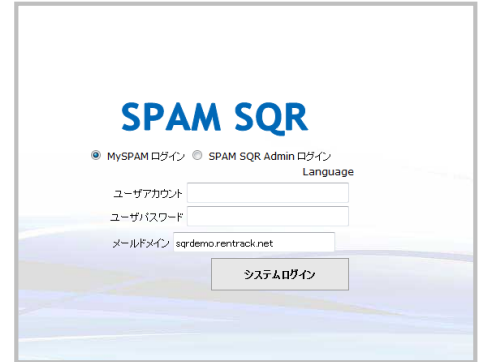 SPAM SQR
MySPAM ログイン SPAM SQR Admin ログイン
Language
ユーザアカウント
ユーザパスワード
メールドメイン sqrdemo.rentrack.net
システムログイン